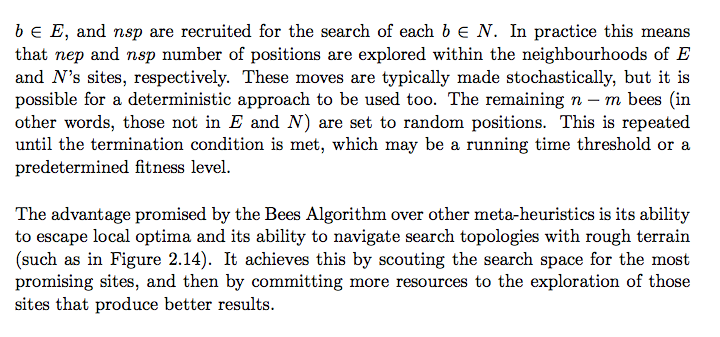 b ∈ E, and nsp are recruited for the search of each b ∈ N. In practice this means
that nep and nsp number of positions are explored within the neighbourhoods of E
and N's sites, respectively. These moves are typically made stochastically, but it is
possible for a deterministic approach to be used too. The remaining n − m bees (in
other words, those not in E and N) are set to random positions. This is repeated
until the termination condition is met, which may be a running time threshold or a
predetermined fitness level.
The advantage promised by the Bees Algorithm over other meta-heuristics is its ability
to escape local optima and its ability to navigate search topologies with rough terrain
(such as in Figure 2.14). It achieves this by scouting the search space for the most
promising sites, and then by committing more resources to the exploration of those
sites that produce better results.